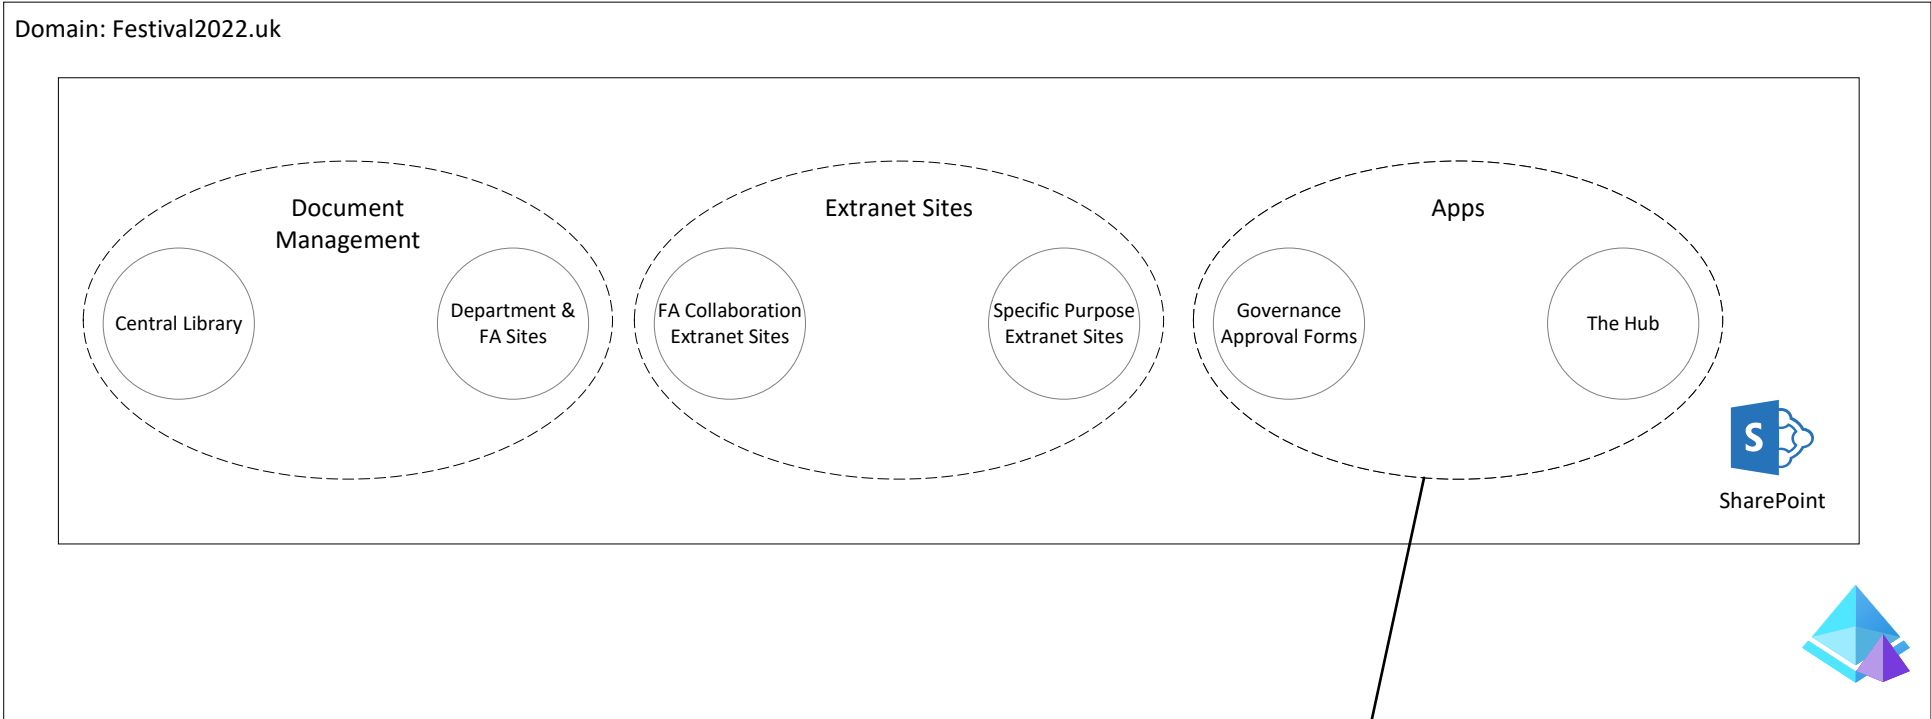 Domain: Festival2022.uk
Document
Management
Central Library
Department &
FA Sites
Extranet Sites
FA Collaboration
Extranet Sites
Specific Purpose
Extranet Sites
Apps
Governance
Approval Forms
The Hub
S
SharePoint